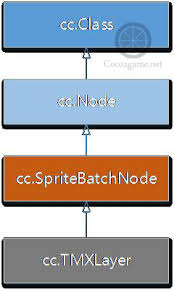 cc.Class
Cocoagame.net
cc.Node
cc.SpriteBatchNode
cc.TMXLayer